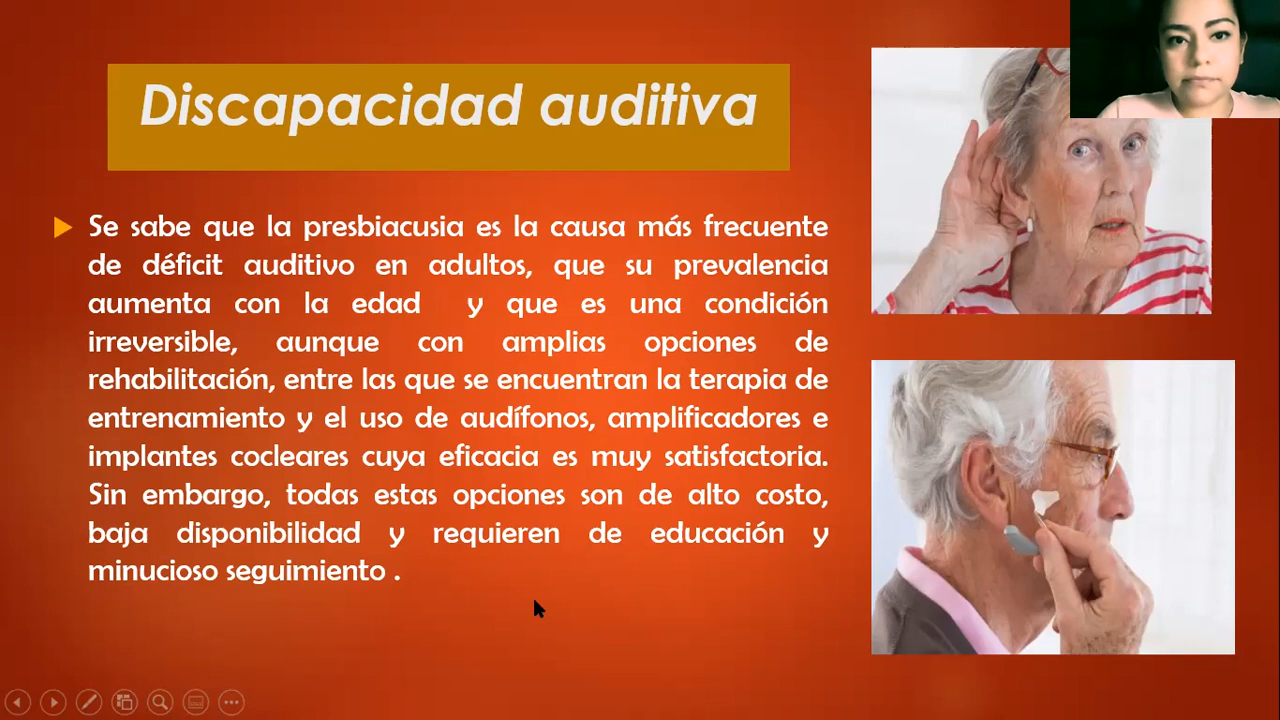 Discapacidad auditiva
Se sabe que la presbiacusia es la causa más frecuente
de déficit auditivo en adultos, que su prevalencia
aumenta con la edad y que es una condición
irreversible, aunque con amplias opciones de
rehabilitación, entre las que se encuentran la terapia de
entrenamiento y el uso de audífonos, amplificadores e
implantes cocleares cuya eficacia es muy satisfactoria.
Sin embargo, todas estas opciones son de alto costo,
baja disponibilidad y requieren de educación y
minucioso seguimiento .